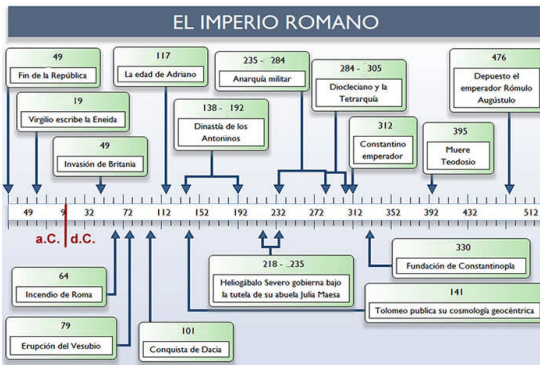 EL IMPERIO ROMANO
49
Fin de la República
19
Virgilio escribe la Eneida
49
Invasión de Britania
117
La edad de Adriano
138 - 192
Dinastía de los
Antoninos
235 - 284
Anarquía militar
284 - 305
Diocleciano y la
Tetrarquía
312
Constantino
emperador
395
Muere
Teodosio
476
Depuesto el
emperador Rómulo
Augústulo
49 9 32 72 112 152 192 232 272 312 352 392 432 472 512
a.C. d.C.
64
Incendio de Roma
79
Erupción del Vesubio
101
Conquista de Dacia
218 - .235
Heliogábalo Severo gobierna bajo
la tutela de su abuela Julia Maesa
330
Fundación de Constantinopla
141
Tolomeo publica su cosmología geocéntrica